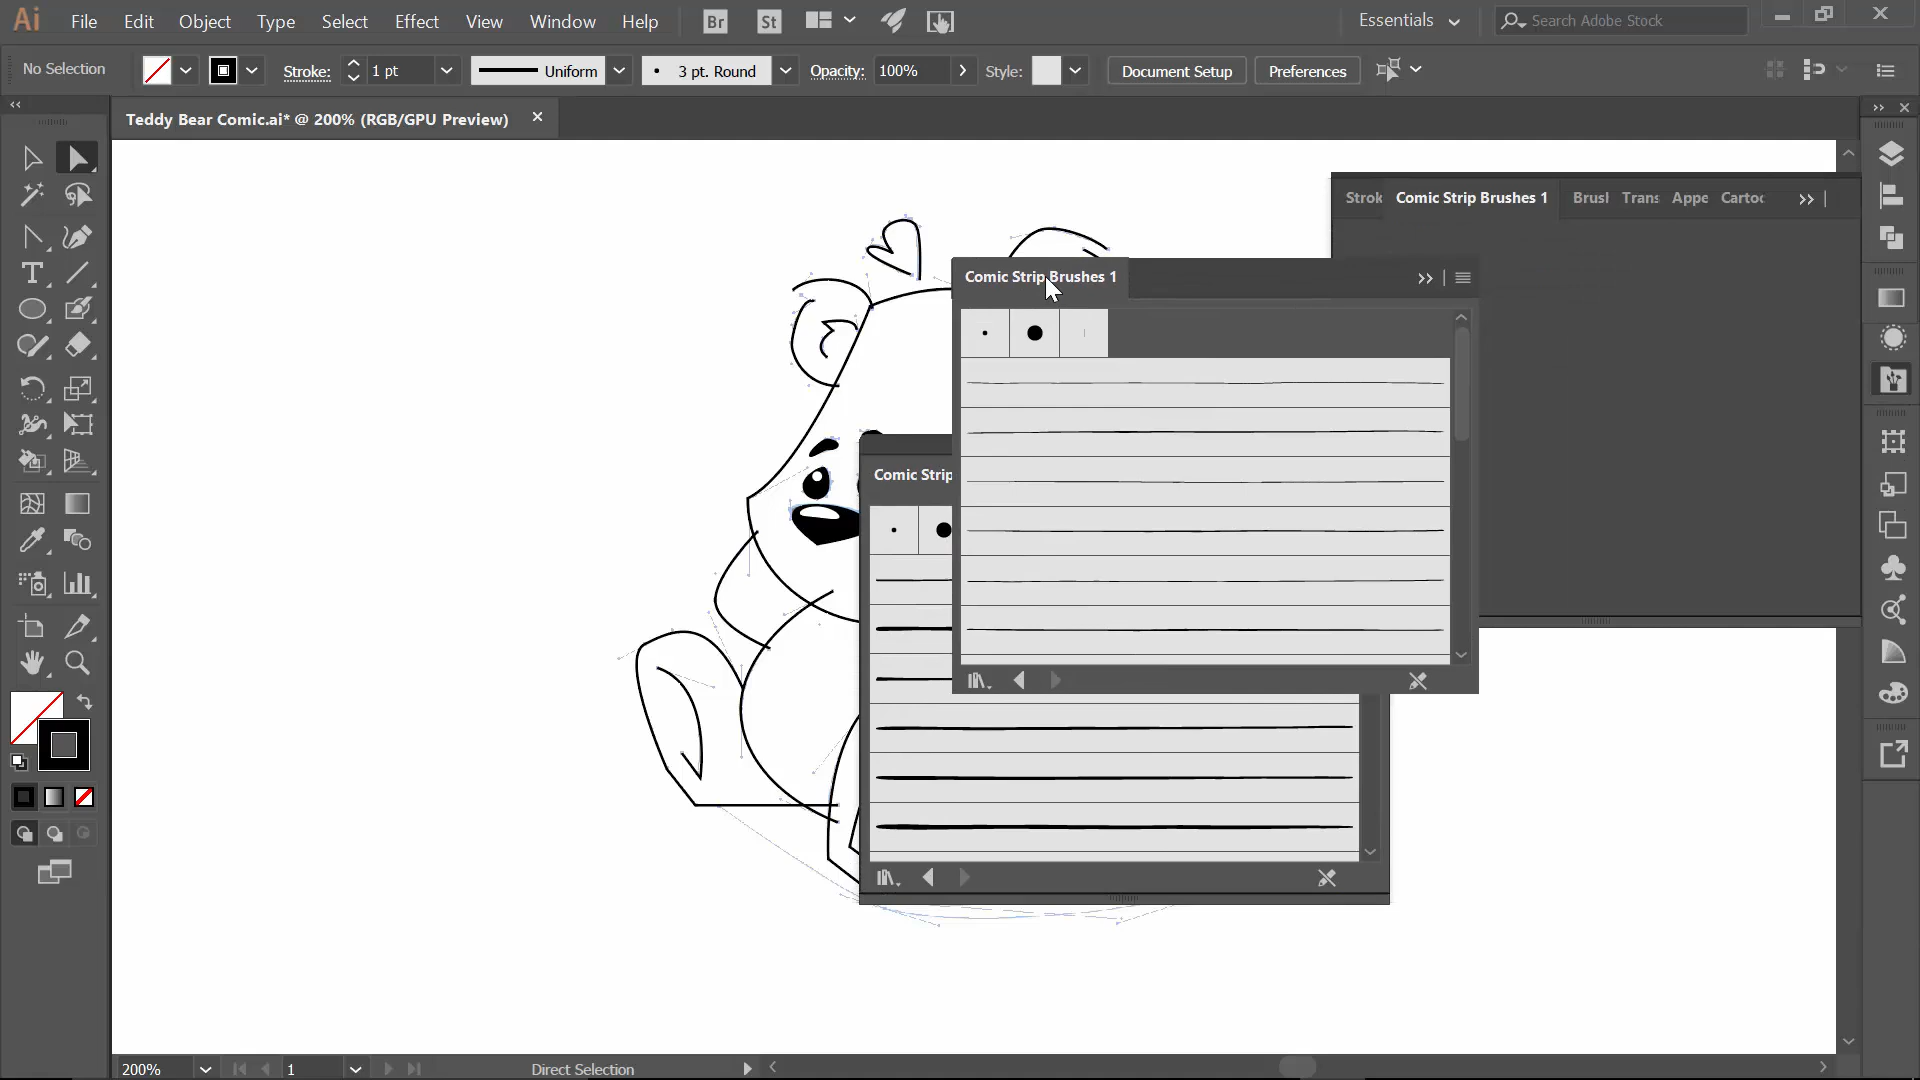 Ai File Edit Object Type Select Effect View Window Help Br St Essentials Search Adobe Stock
No Selection Stroke: 1 pt Uniform 3 pt. Round Opacity: 100% Style: Document Setup Preferences
Teddy Bear Comic.ai* @ 200% (RGB/GPU Preview)
Strok Comic Strip Brushes 1 Brusl Trans Appe Cartoc
Comic Strip Brushes 1
Comic Strip
200% 1 Direct Selection